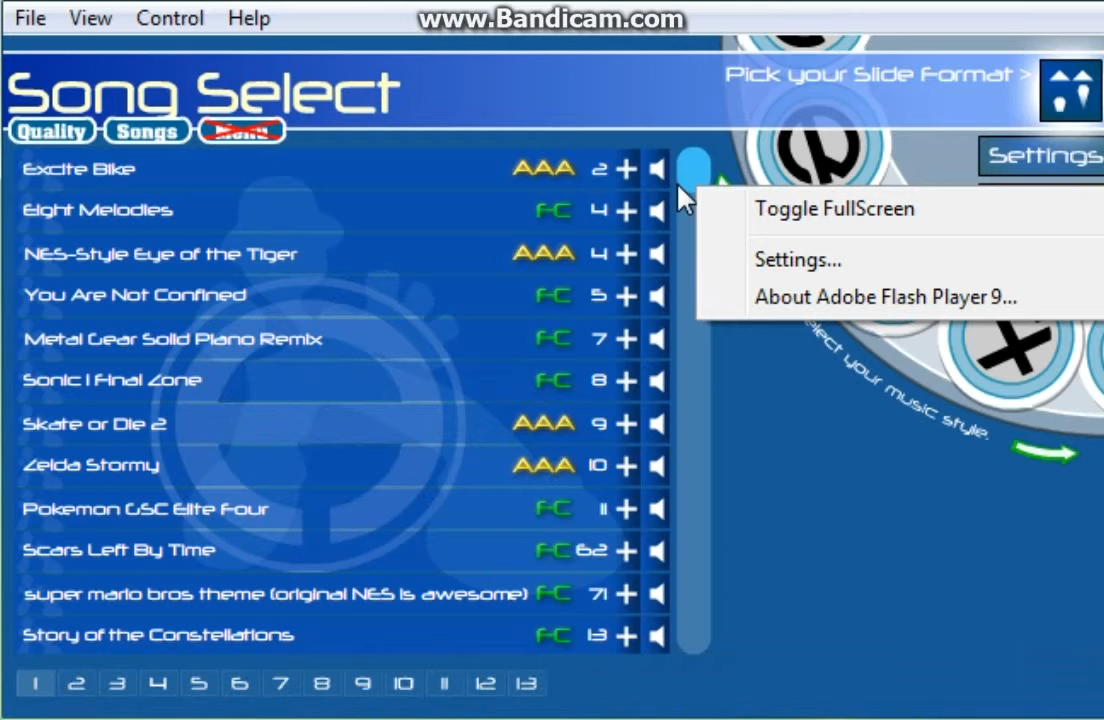 File View Control Help
www.Bandicam.com
Song Select
Pick your Slide Format >
Quality Songs Menu
Settings
Excite Bike AAA 2 +
Eight Melodies FC 4 +
NES-Style Eye of the Tiger AAA 4 +
You Are Not Confined FC 5 +
Metal Gear Solid Piano Remix FC 7 +
Sonic 1 Final Zone FC 8 +
Skate or Die 2 AAA 9 +
Zelda Stormy AAA 10 +
Pokemon GSC Elite Four FC 11 +
Scars Left By Time FC 62 +
super mario bros theme (original NES is awesome) FC 71 +
Story of the Constellations FC 13 +
Toggle FullScreen
Settings...
About Adobe Flash Player 9...
select your music style.
1 2 3 4 5 6 7 8 9 10 11 12 13